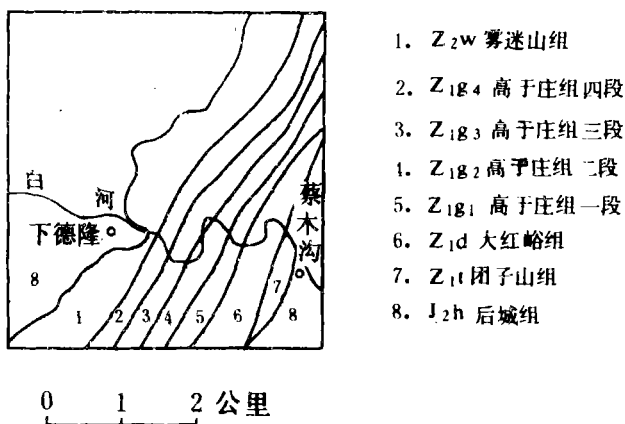 白河
下德隆
蔡木沟
8
1
2
3
4
5
6
7
8
0 1 2 公里
1. Z₂w 雾迷山组
2. Z₁g₄ 高于庄组四段
3. Z₁g₃ 高于庄组三段
4. Z₁g₂ 高于庄组二段
5. Z₁g₁ 高于庄组一段
6. Z₁d 大红峪组
7. Z₁t 团子山组
8. J₂h 后城组